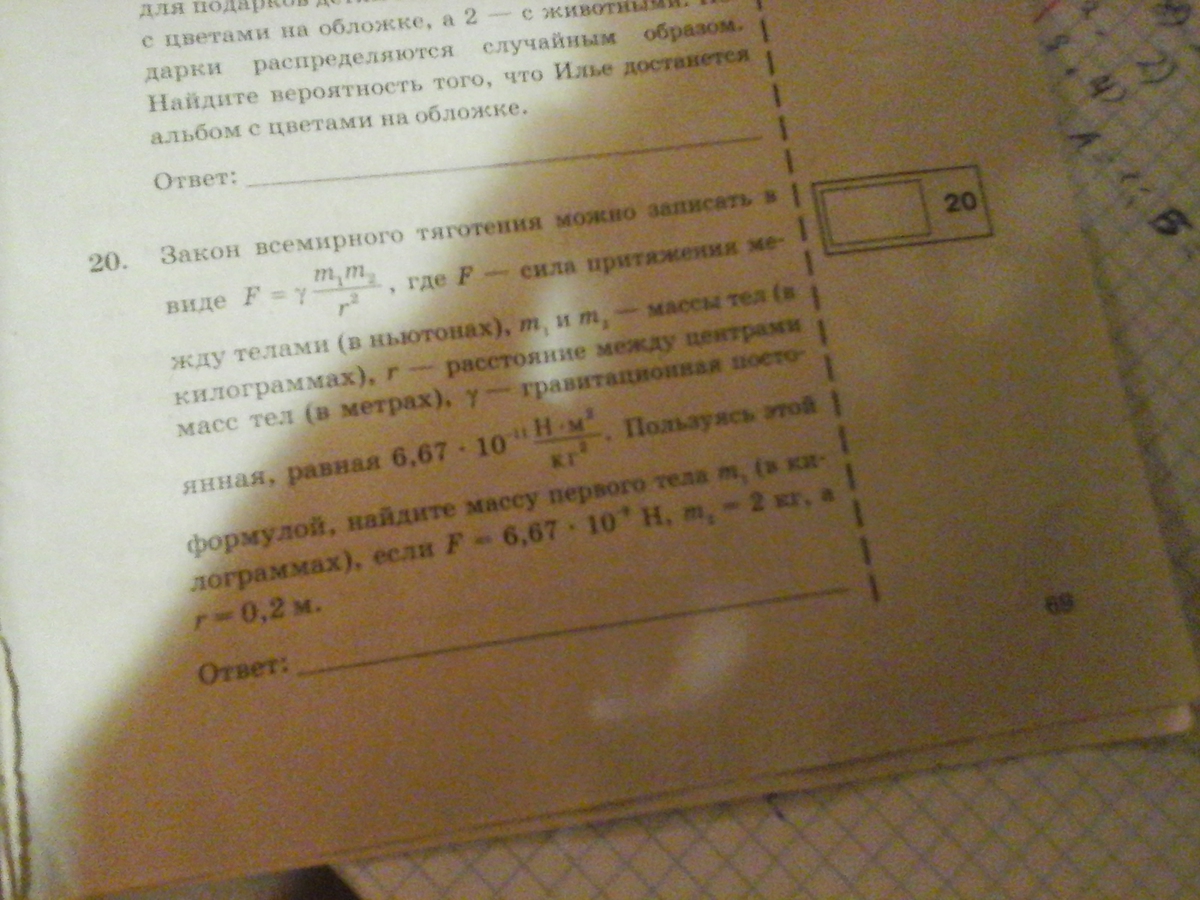 для подарков
с цветами на обложке, а 2 — с животными.
дарки распределяются случайным образом.
Найдите вероятность того, что Илье достанется
альбом с цветами на обложке.
Ответ:
20
20. Закон всемирного тяготения можно записать в
виде F = γ m₁m₂/r², где F — сила притяжения ме-
жду телами (в ньютонах), m₁ и m₂ — массы тел (в
килограммах), r — расстояние между центрами
масс тел (в метрах), γ — гравитационная посто-
янная, равная 6,67 · 10⁻¹¹ Н·м²/кг². Пользуясь этой
формулой, найдите массу первого тела m₁ (в ки-
лограммах), если F = 6,67 · Н, m₂ = 2 кг, а
r = 0,2 м.
Ответ:
69
2)